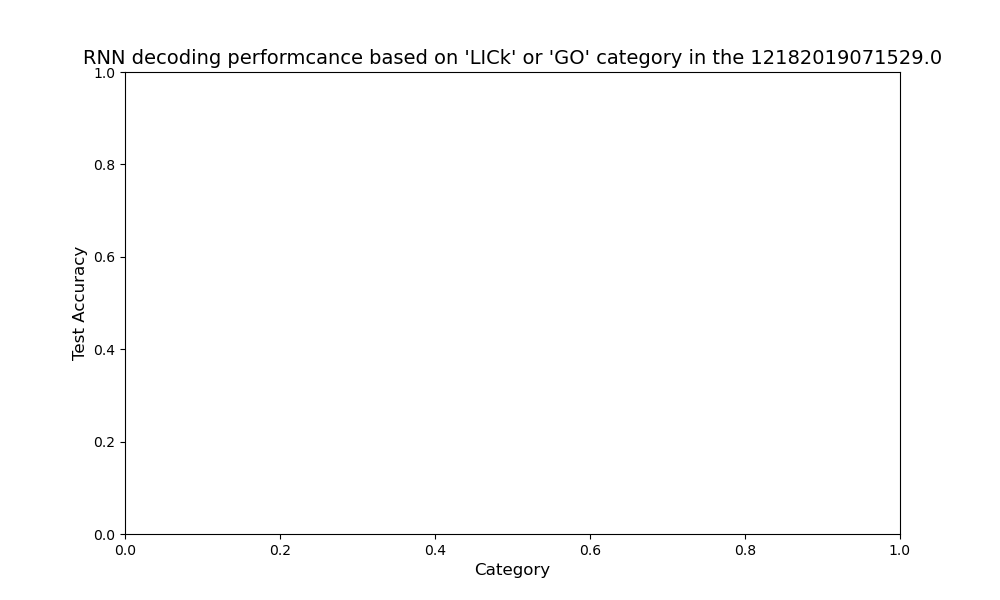 RNN decoding performcance based on 'LICk' or 'GO' category in the 12182019071529.0
1.0
0.8
0.6
0.4
0.2
0.0
Test Accuracy
0.0 0.2 0.4 0.6 0.8 1.0
Category